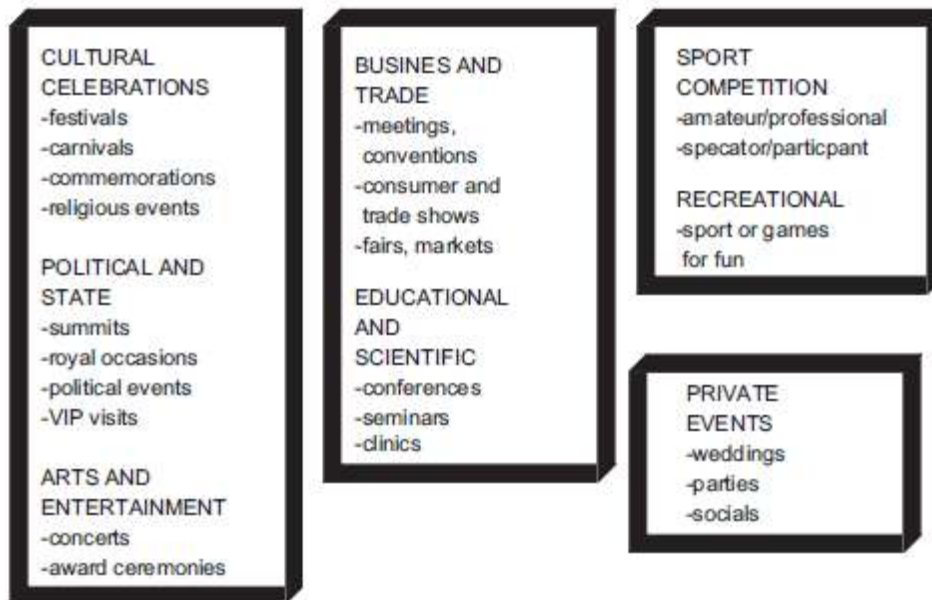 CULTURAL
CELEBRATIONS
-festivals
-carnivals
-commemorations
-religious events
POLITICAL AND
STATE
-summits
-royal occasions
-political events
-VIP visits
ARTS AND
ENTERTAINMENT
-concerts
-award ceremonies
BUSINES AND
TRADE
-meetings,
conventions
-consumer and
trade shows
-fairs, markets
EDUCATIONAL
AND
SCIENTIFIC
-conferences
-seminars
-clinics
SPORT
COMPETITION
-amateur/professional
-specator/particpant
RECREATIONAL
-sport or games
for fun
PRIVATE
EVENTS
-weddings
-parties
-socials